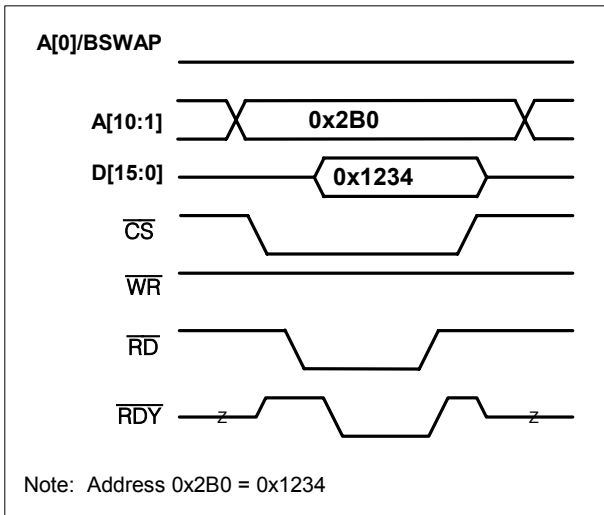 A[0]/BSWAP
A[10:1] 0x2B0
D[15:0] 0x1234
CS
WR
RD
RDY Z Z
Note: Address 0x2B0 = 0x1234